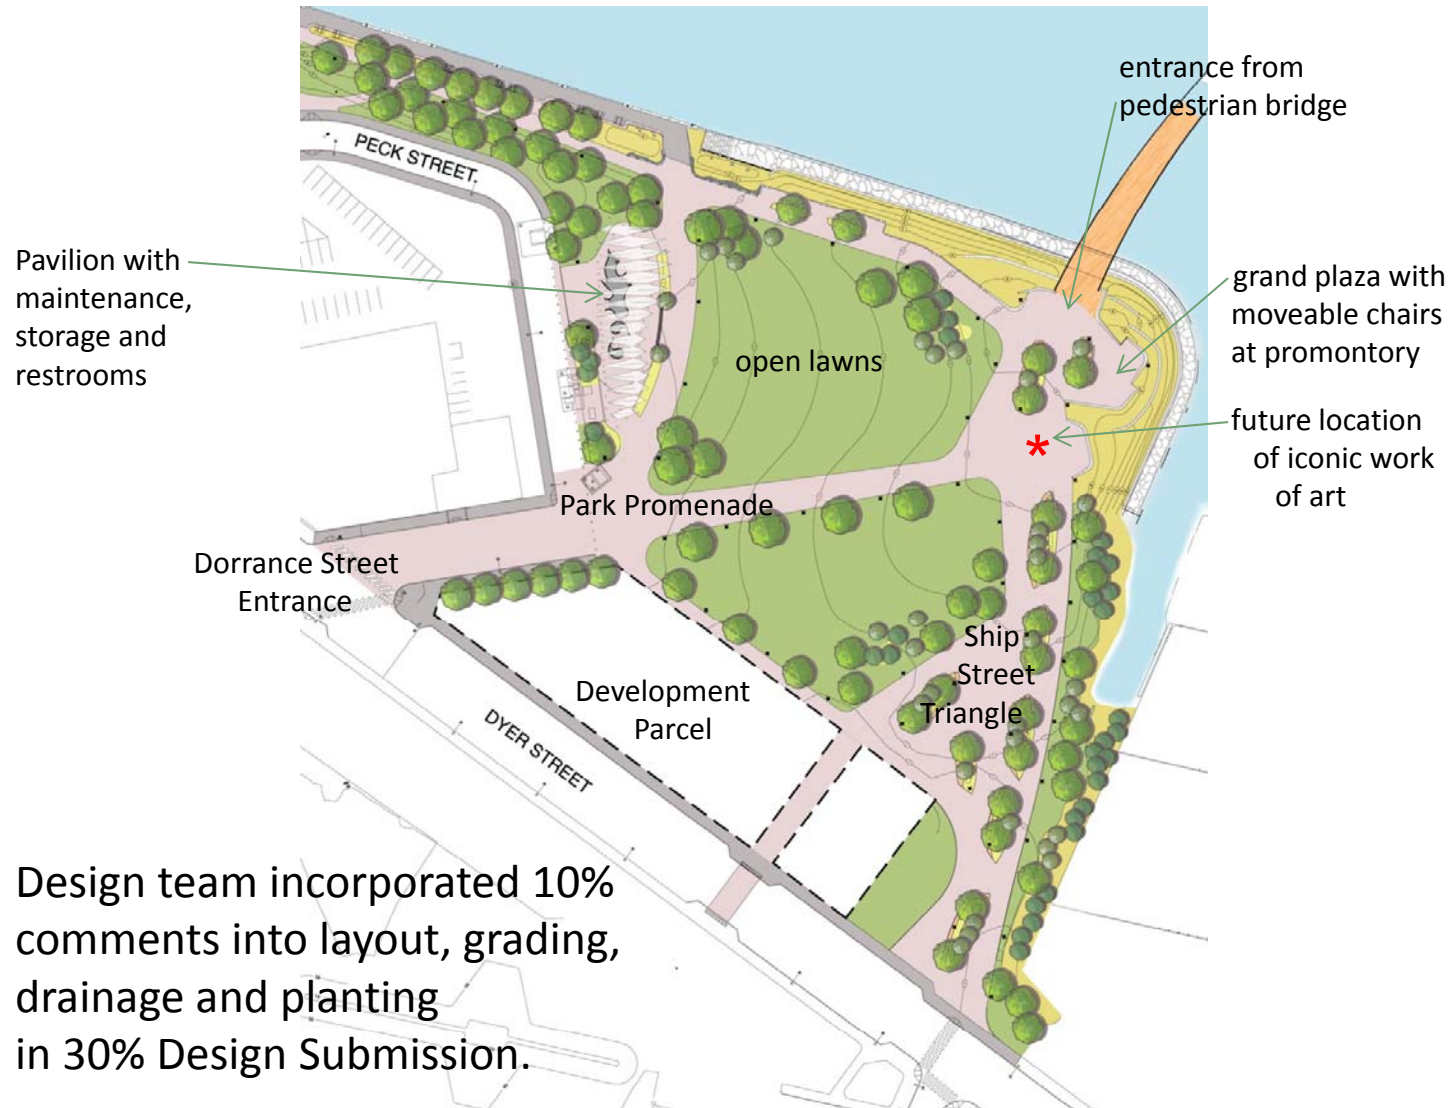 entrance from
pedestrian bridge
PECK STREET.
Pavilion with
maintenance,
storage and
restrooms
grand plaza with
moveable chairs
at promontory
open lawns
future location
of iconic work
of art
*
Park Promenade
Dorrance Street
Entrance
Ship
Street
Triangle
Development
Parcel
DYER STREET
Design team incorporated 10%
comments into layout, grading,
drainage and planting
in 30% Design Submission.